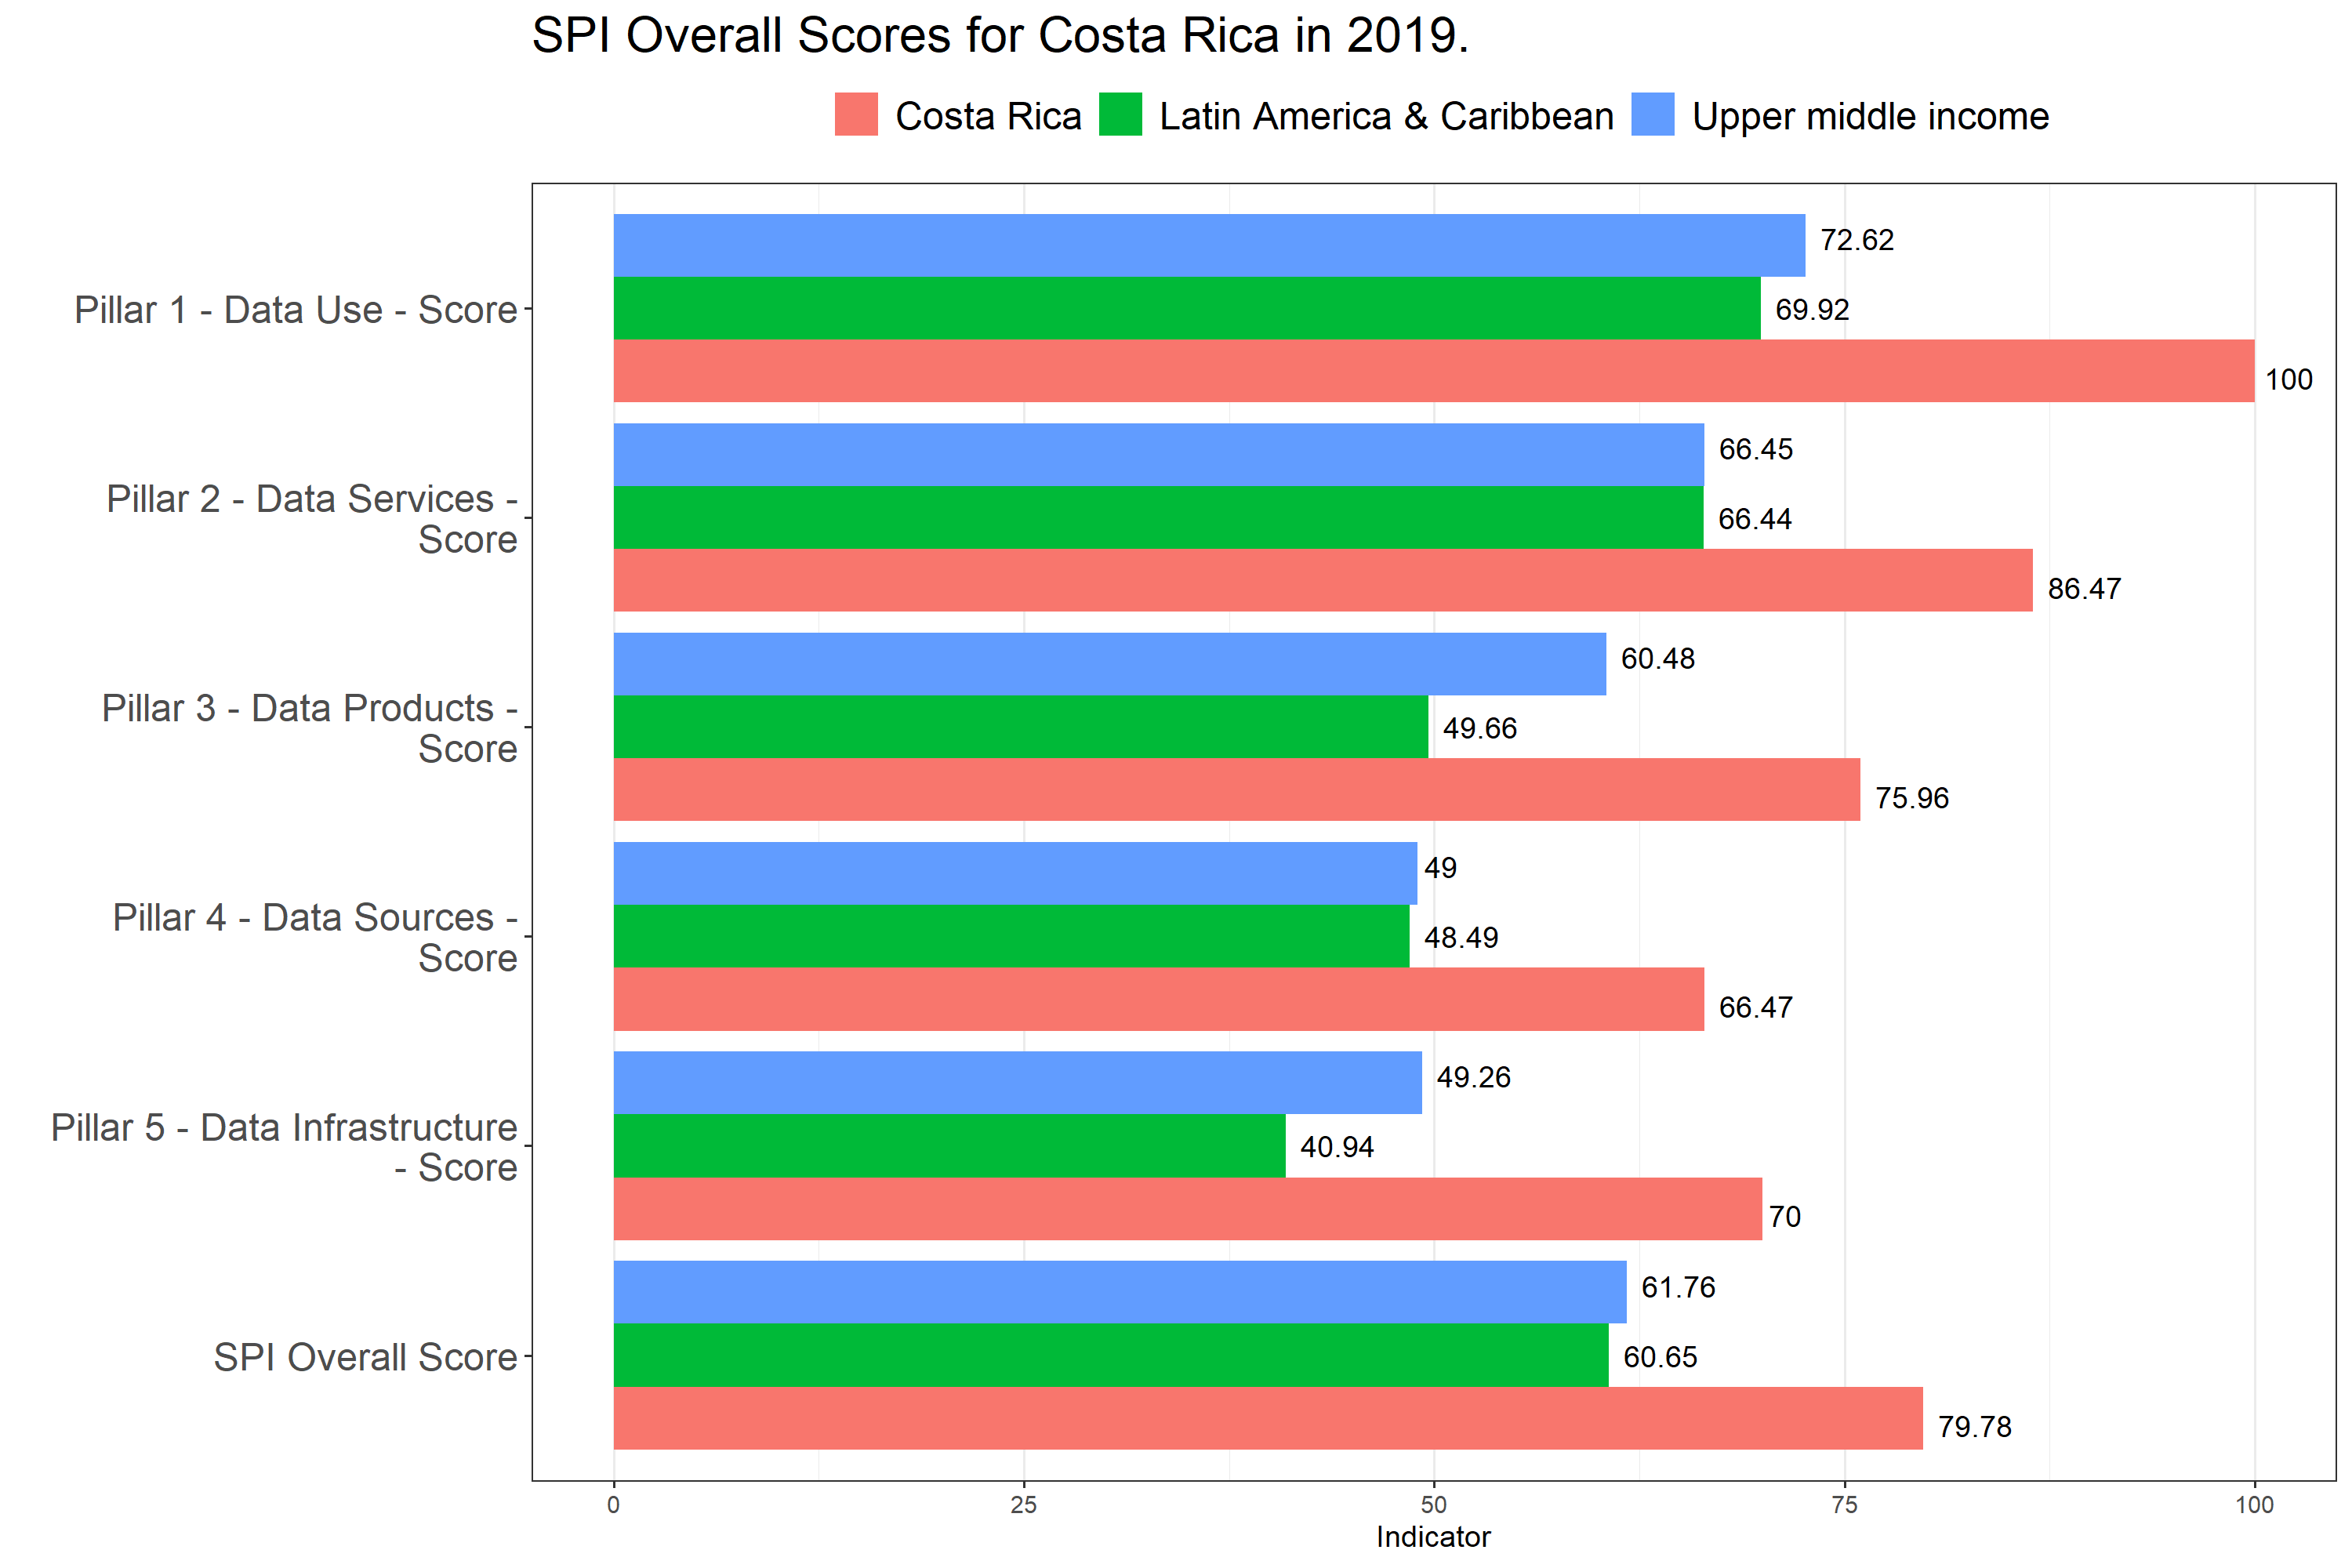 SPI Overall Scores for Costa Rica in 2019.
Costa Rica
Latin America & Caribbean
Upper middle income
Pillar 1 - Data Use - Score
72.62
69.92
100
Pillar 2 - Data Services -
Score
66.45
66.44
86.47
Pillar 3 - Data Products -
Score
60.48
49.66
75.96
Pillar 4 - Data Sources -
Score
49
48.49
66.47
Pillar 5 - Data Infrastructure
- Score
49.26
40.94
70
SPI Overall Score
61.76
60.65
79.78
0
25
50
75
100
Indicator